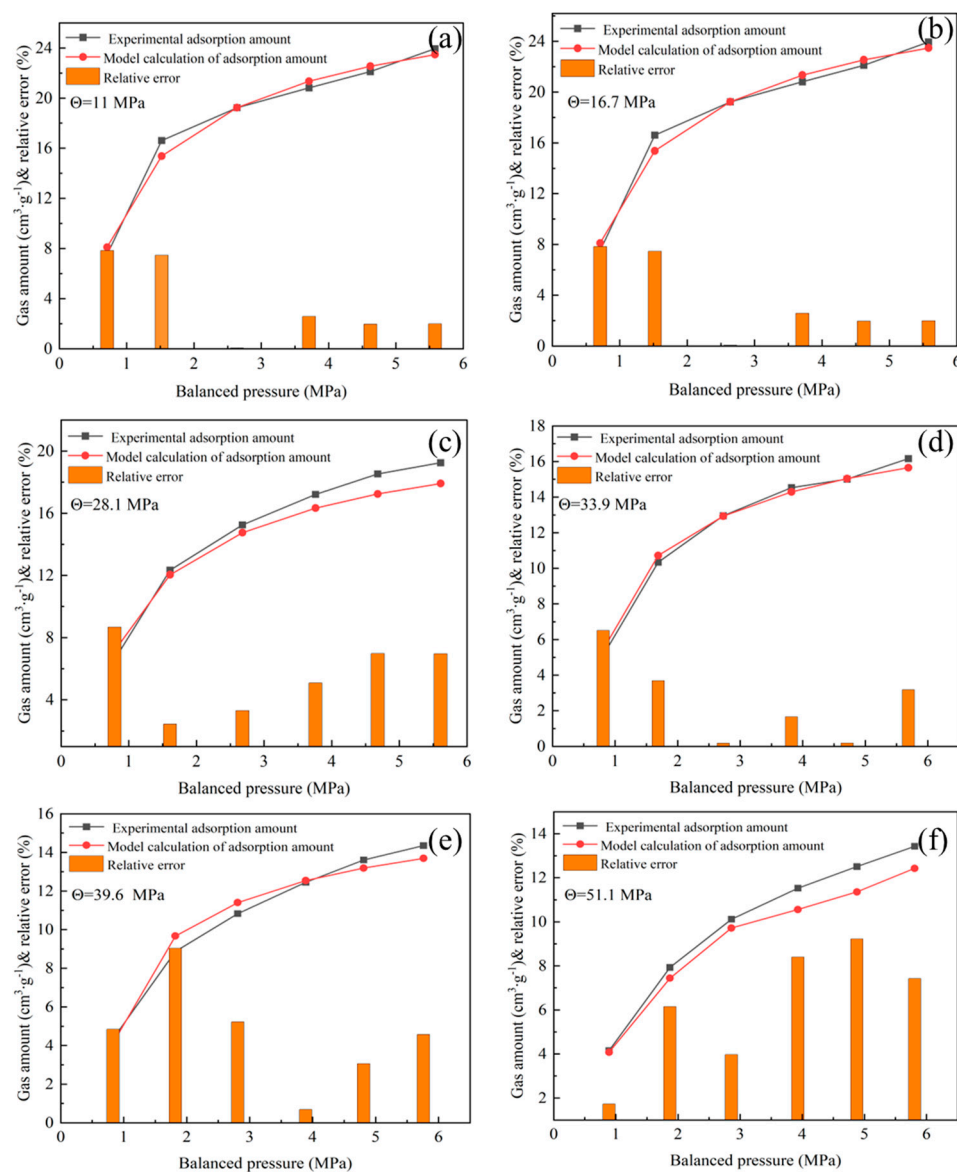 (a)
Experimental adsorption amount
Model calculation of adsorption amount
Relative error
Θ=11 MPa
Gas amount (cm³·g⁻¹)& relative error (%)
24
20
16
12
8
4
0
0 1 2 3 4 5 6
Balanced pressure (MPa)
(b)
Experimental adsorption amount
Model calculation of adsorption amount
Relative error
Θ=16.7 MPa
Gas amount (cm³·g⁻¹)& relative error (%)
24
20
16
12
8
4
0
0 1 2 3 4 5 6
Balanced pressure (MPa)
(c)
Experimental adsorption amount
Model calculation of adsorption amount
Relative error
Θ=28.1 MPa
Gas amount (cm³·g⁻¹)& relative error (%)
20
16
12
8
4
0 1 2 3 4 5 6
Balanced pressure (MPa)
(d)
Experimental adsorption amount
Model calculation of adsorption amount
Relative error
Θ=33.9 MPa
Gas amount (cm³·g⁻¹)& relative error (%)
18
16
14
12
10
8
6
4
2
0
0 1 2 3 4 5 6
Balanced pressure (MPa)
(e)
Experimental adsorption amount
Model calculation of adsorption amount
Relative error
Θ=39.6 MPa
Gas amount (cm³·g⁻¹)& relative error (%)
16
14
12
10
8
6
4
2
0
0 1 2 3 4 5 6
Balanced pressure (MPa)
(f)
Experimental adsorption amount
Model calculation of adsorption amount
Relative error
Θ=51.1 MPa
Gas amount (cm³·g⁻¹)& relative error (%)
14
12
10
8
6
4
2
0 1 2 3 4 5 6
Balanced pressure (MPa)